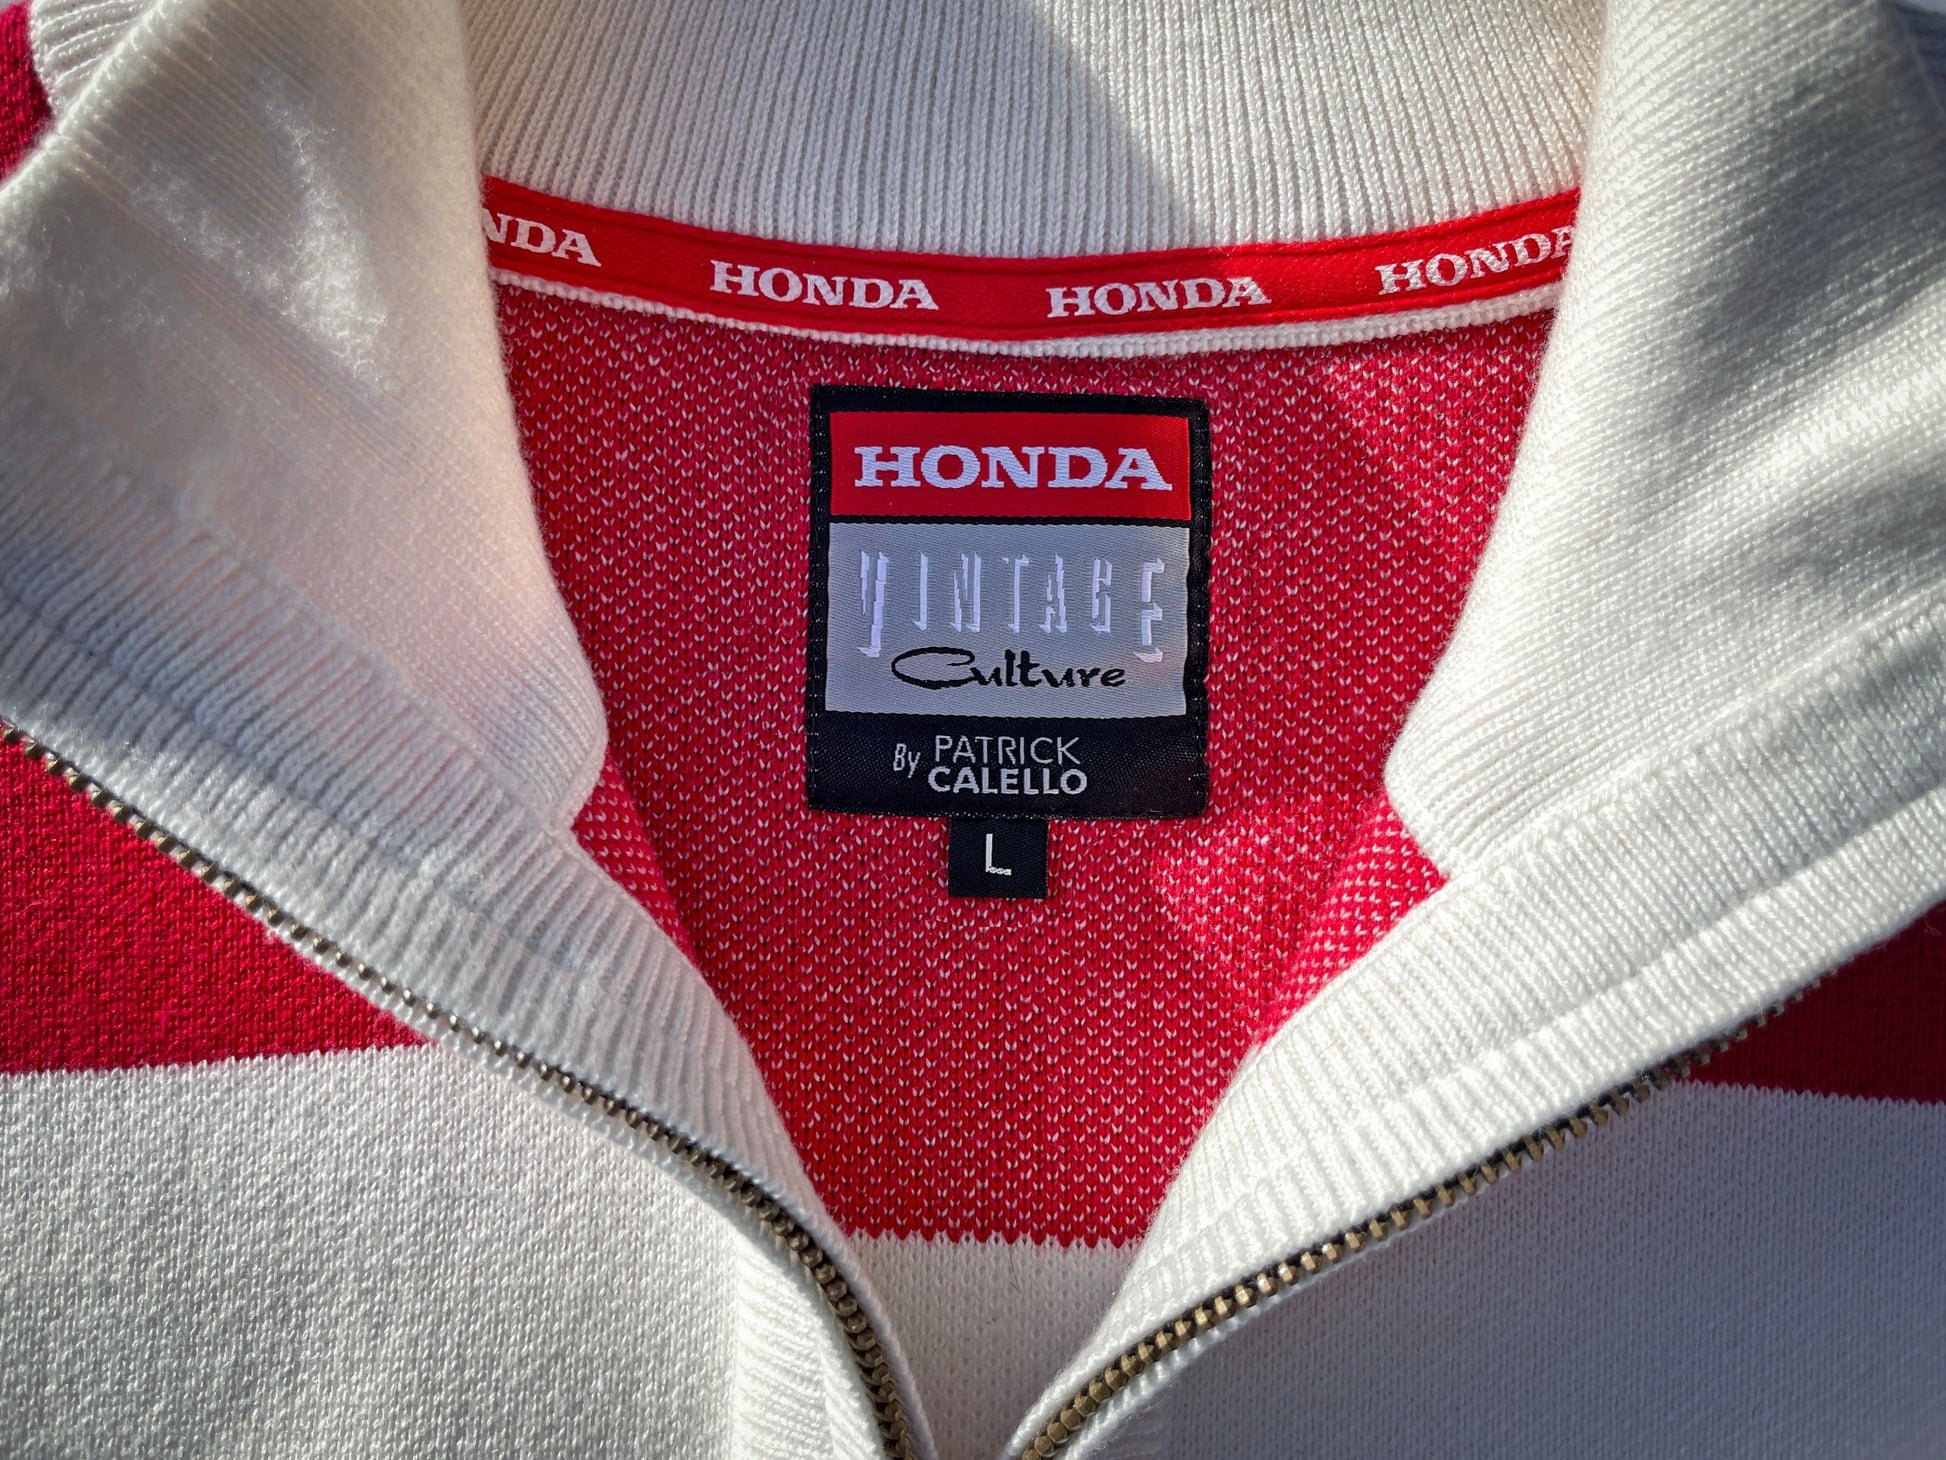 NDA HONDA HONDA HONDA
HONDA
VINTAGE
Culture
By PATRICK
CALELLO
L